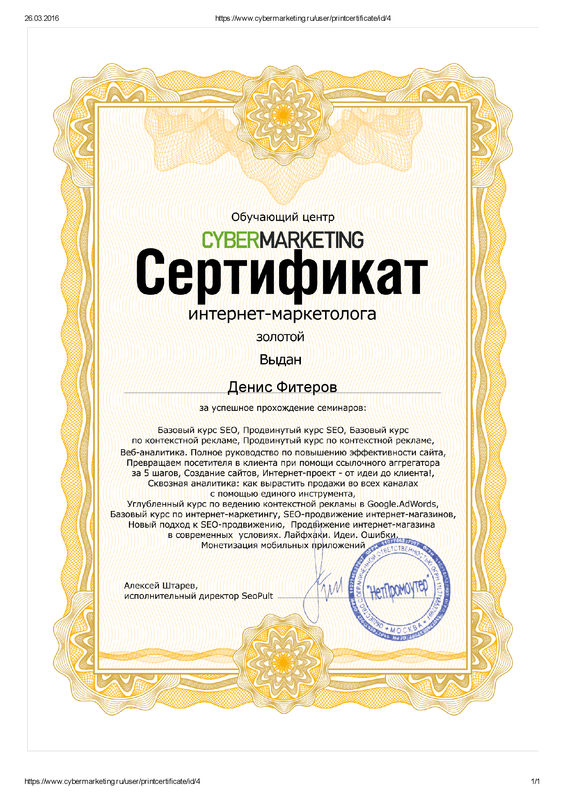 26.03.2016
https://www.cybermarketing.ru/user/printcertificate/id/4
Обучающий центр
CYBERMARKETING
Сертификат
интернет-маркетолога
золотой
Выдан
Денис Фитеров
за успешное прохождение семинаров:
Базовый курс SEO, Продвинутый курс SEO, Базовый курс
по контекстной рекламе, Продвинутый курс по контекстной рекламе,
Веб-аналитика. Полное руководство по повышению эффективности сайта,
Превращаем посетителя в клиента при помощи ссылочного аггрегатора
за 5 шагов, Создание сайтов, Интернет-проект - от идеи до клиента!,
Сквозная аналитика: как вырастить продажи во всех каналах
с помощью единого инструмента,
Углубленный курс по ведению контекстной рекламы в Google.AdWords,
Базовый курс по интернет-маркетингу, SEO-продвижение интернет-магазинов,
Новый подход к SEO-продвижению, Продвижение интернет-магазина
в современных условиях. Лайфхаки. Идеи. Ошибки,
Монетизация мобильных приложений
Алексей Штарев,
исполнительный директор SeoPult
"НетПромоутер"
МОСКВА
https://www.cybermarketing.ru/user/printcertificate/id/4
1/1